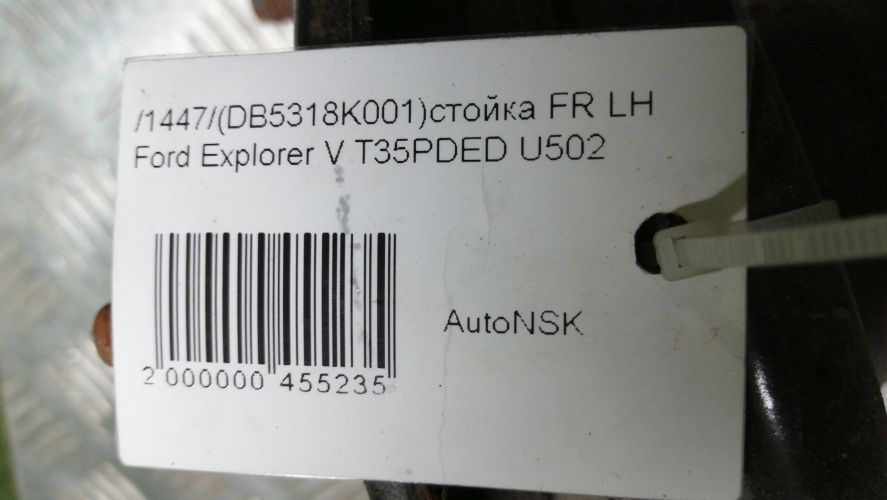 /1447/(DB5318K001)стойка FR LH
Ford Explorer V T35PDED U502
AutoNSK
2 000000 455235